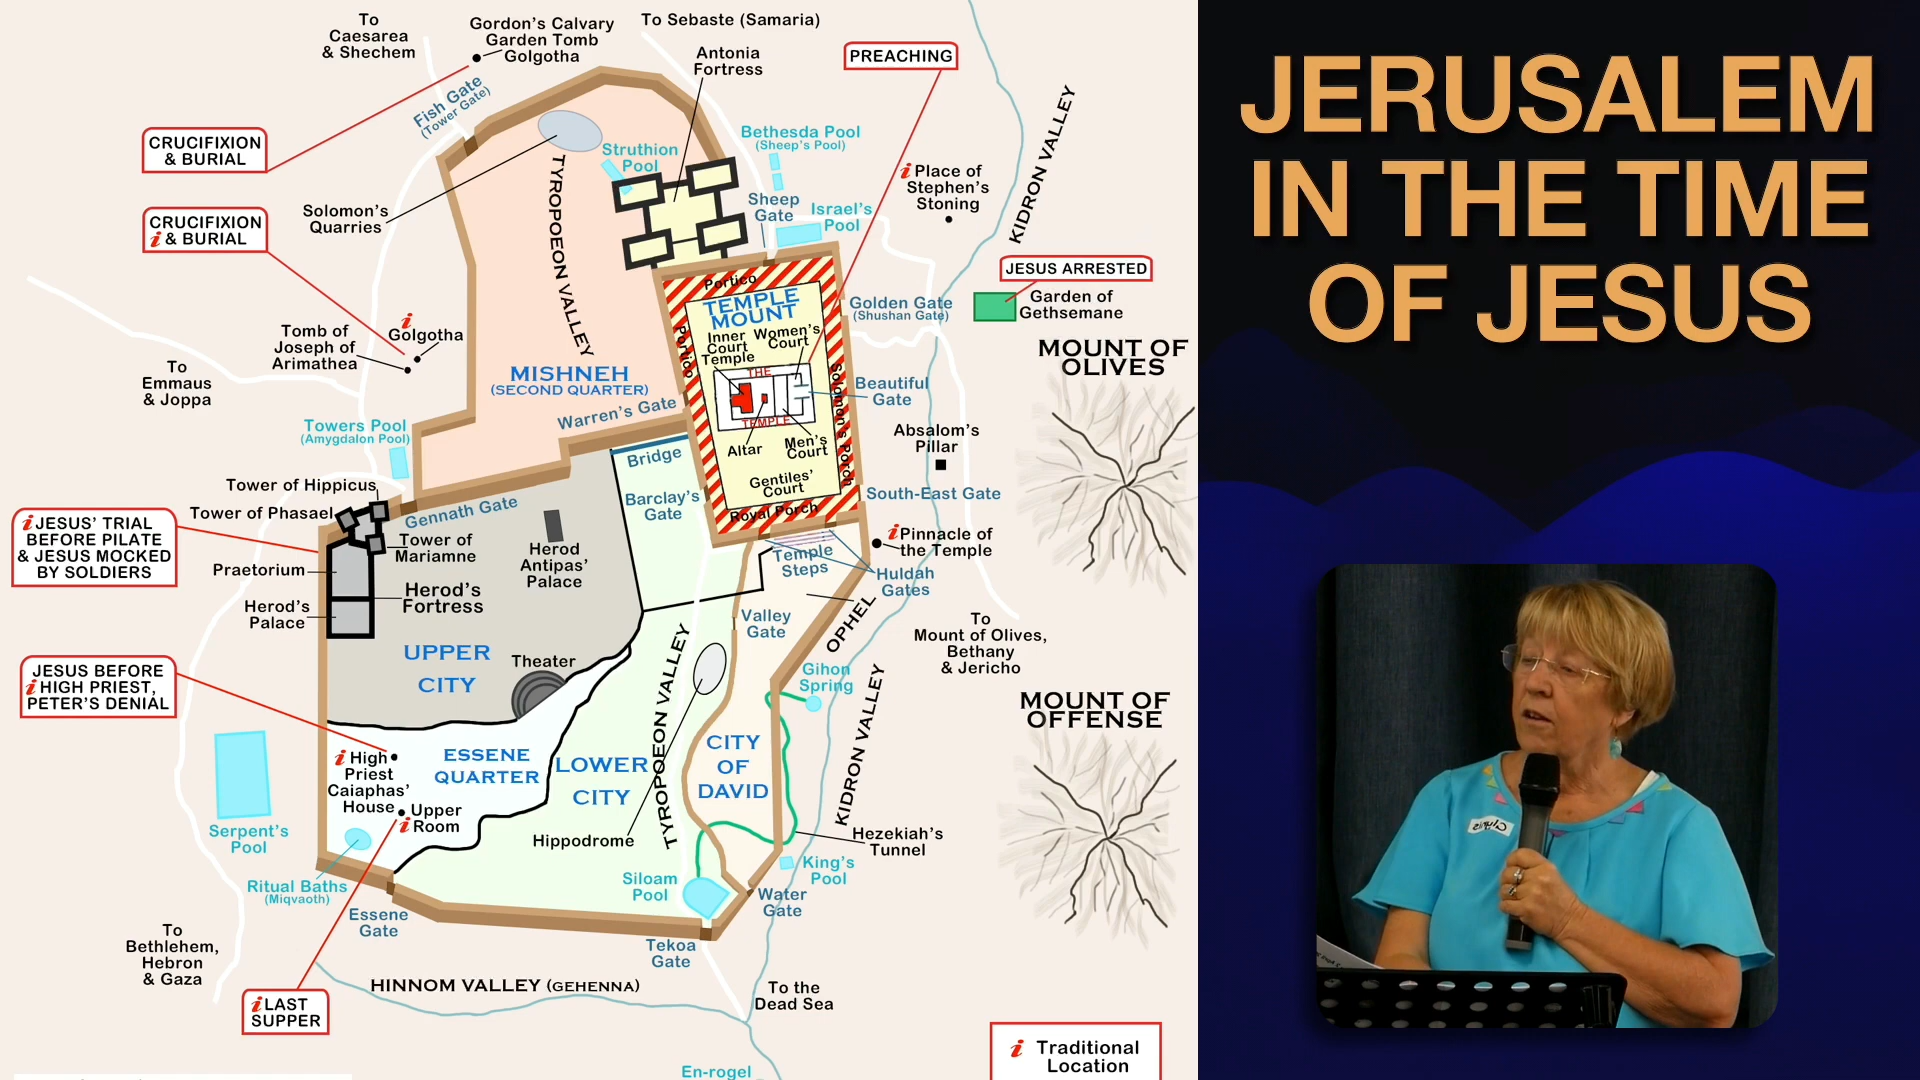 To
Caesarea
& Shechem
Gordon's Calvary
Garden Tomb
Golgotha
To Sebaste (Samaria)
Antonia
Fortress
PREACHING
Fish Gate
(Tower Gate)
CRUCIFIXION
& BURIAL
Struthion
Pool
Bethesda Pool
(Sheep's Pool)
KIDRON VALLEY
i Place of
Stephen's
Stoning
Sheep
Gate
Israel's
Pool
Solomon's
Quarries
TYROPOEON VALLEY
CRUCIFIXION
i & BURIAL
JESUS ARRESTED
Garden of
Gethsemane
Golden Gate
(Shushan Gate)
Portico
TEMPLE
MOUNT
Portico
Inner
Court
Temple
Women's
Court
THE
TEMPLE
Altar
Men's
Court
Gentiles'
Court
Solomon's Porch
Royal Porch
i
Golgotha
Tomb of
Joseph of
Arimathea
To
Emmaus
& Joppa
MISHNEH
(SECOND QUARTER)
Warren's Gate
MOUNT OF
OLIVES
Beautiful
Gate
Absalom's
Pillar
Towers Pool
(Amygdalon Pool)
Bridge
Barclay's
Gate
South-East Gate
Tower of Hippicus
Tower of Phasael
Gennath Gate
Tower of
Mariamne
i JESUS' TRIAL
BEFORE PILATE
& JESUS MOCKED
BY SOLDIERS
Praetorium
Herod's
Palace
Herod's
Fortress
Herod
Antipas'
Palace
i Pinnacle of
the Temple
Temple
Steps
Huldah
Gates
OPHEL
Valley
Gate
To
Mount of Olives,
Bethany
& Jericho
UPPER
CITY
Theater
JESUS BEFORE
i HIGH PRIEST,
PETER'S DENIAL
TYROPOEON VALLEY
Gihon
Spring
KIDRON VALLEY
MOUNT OF
OFFENSE
i High
Priest
Caiaphas'
House
i Upper
Room
ESSENE
QUARTER
LOWER
CITY
CITY
OF
DAVID
Hippodrome
Hezekiah's
Tunnel
Serpent's
Pool
Ritual Baths
(Miqvaoth)
Essene
Gate
Siloam
Pool
King's
Pool
Water
Gate
Tekoa
Gate
To
Bethlehem,
Hebron
& Gaza
i LAST
SUPPER
HINNOM VALLEY (GEHENNA)
To the
Dead Sea
En-rogel
i Traditional
Location
JERUSALEM
IN THE TIME
OF JESUS